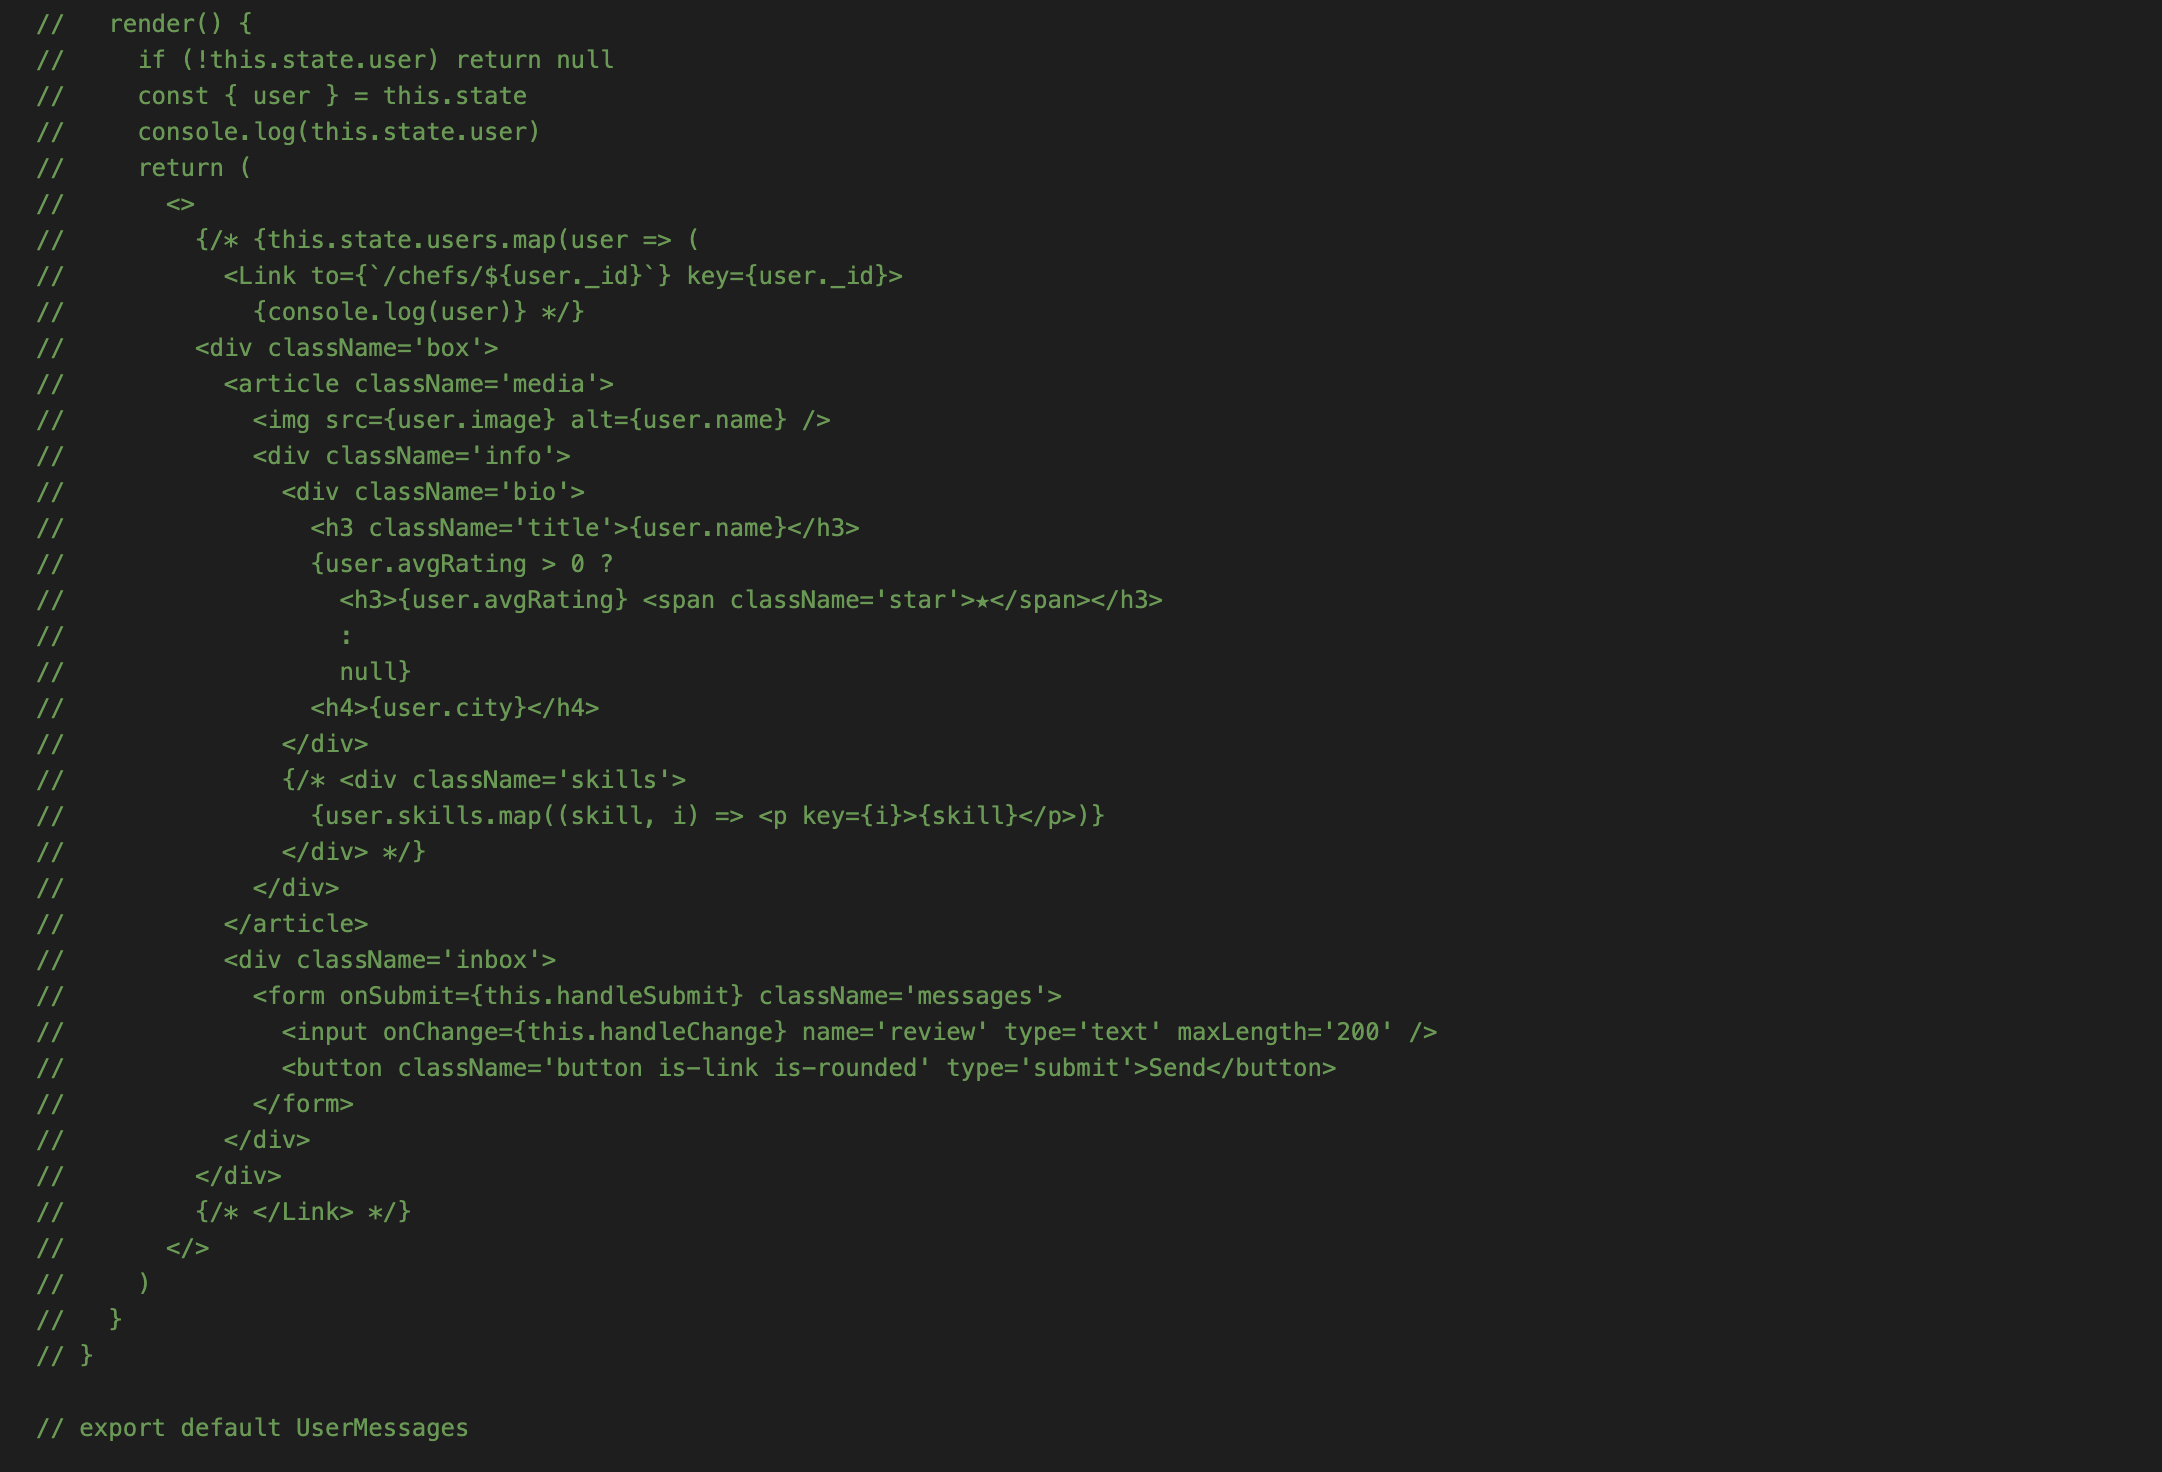 //   render() {
//     if (!this.state.user) return null
//     const { user } = this.state
//     console.log(this.state.user)
//     return (
//       <>
//         {/* {this.state.users.map(user => (
//           <Link to={`/chefs/${user._id}`} key={user._id}>
//             {console.log(user)} */}
//         <div className='box'>
//           <article className='media'>
//             <img src={user.image} alt={user.name} />
//             <div className='info'>
//               <div className='bio'>
//                 <h3 className='title'>{user.name}</h3>
//                 {user.avgRating > 0 ?
//                   <h3>{user.avgRating} <span className='star'>★</span></h3>
//                   :
//                   null}
//                 <h4>{user.city}</h4>
//               </div>
//               {/* <div className='skills'>
//                 {user.skills.map((skill, i) => <p key={i}>{skill}</p>)}
//               </div> */}
//             </div>
//           </article>
//           <div className='inbox'>
//             <form onSubmit={this.handleSubmit} className='messages'>
//               <input onChange={this.handleChange} name='review' type='text' maxLength='200' />
//               <button className='button is-link is-rounded' type='submit'>Send</button>
//             </form>
//           </div>
//         </div>
//         {/* </Link> */}
//       </>
//     )
//   }
// }
// export default UserMessages